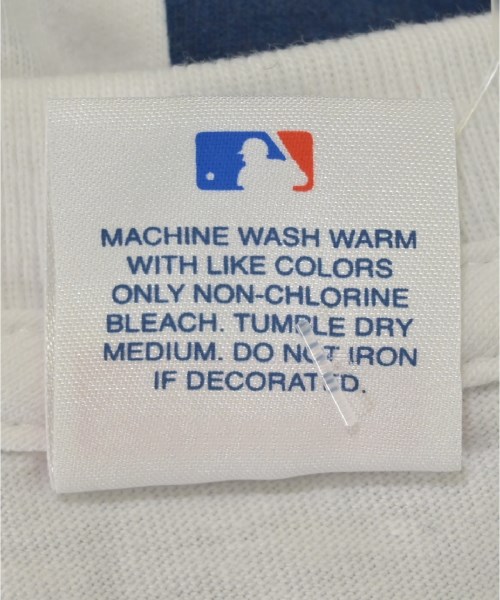 MACHINE WASH WARM
WITH LIKE COLORS
ONLY NON-CHLORINE
BLEACH. TUMBLE DRY
MEDIUM. DO NOT IRON
IF DECORATED.